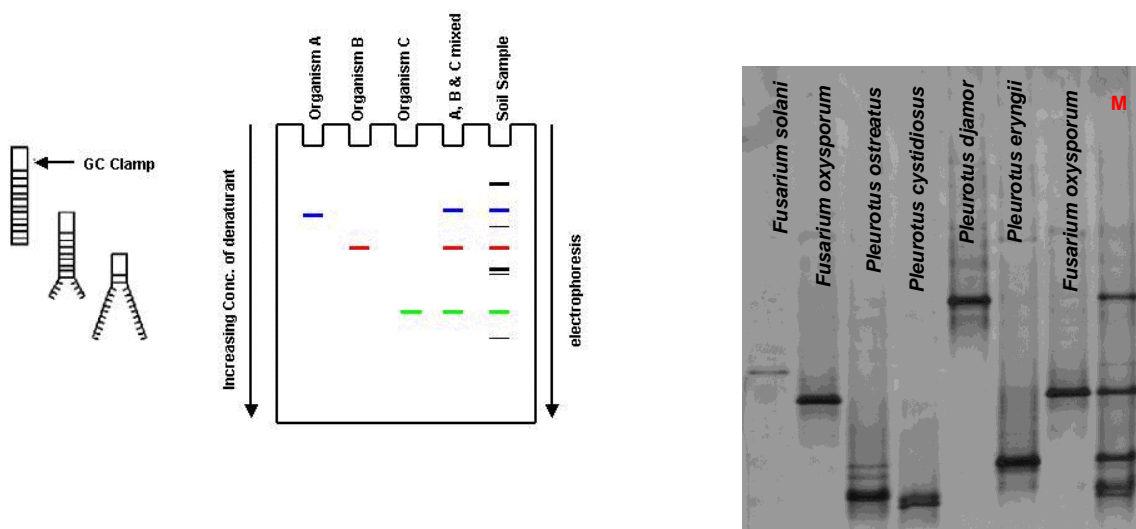 GC Clamp
Increasing Conc. of denaturant
Organism A
Organism B
Organism C
A, B & C mixed
Soil Sample
electrophoresis
Fusarium solani
Fusarium oxysporum
Pleurotus ostreatus
Pleurotus cystidiosus
Pleurotus djamor
Pleurotus eryngii
Fusarium oxysporum
M